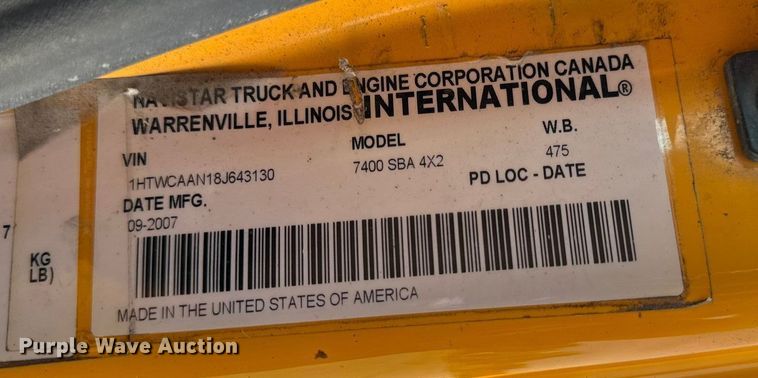 NAVISTAR TRUCK AND ENGINE CORPORATION CANADA
WARRENVILLE, ILLINOIS INTERNATIONAL®
VIN MODEL W.B.
1HTWCAAN18J643130 7400 SBA 4X2 475
DATE MFG. PD LOC - DATE
09-2007
7
KG
LB)
MADE IN THE UNITED STATES OF AMERICA
Purple Wave Auction